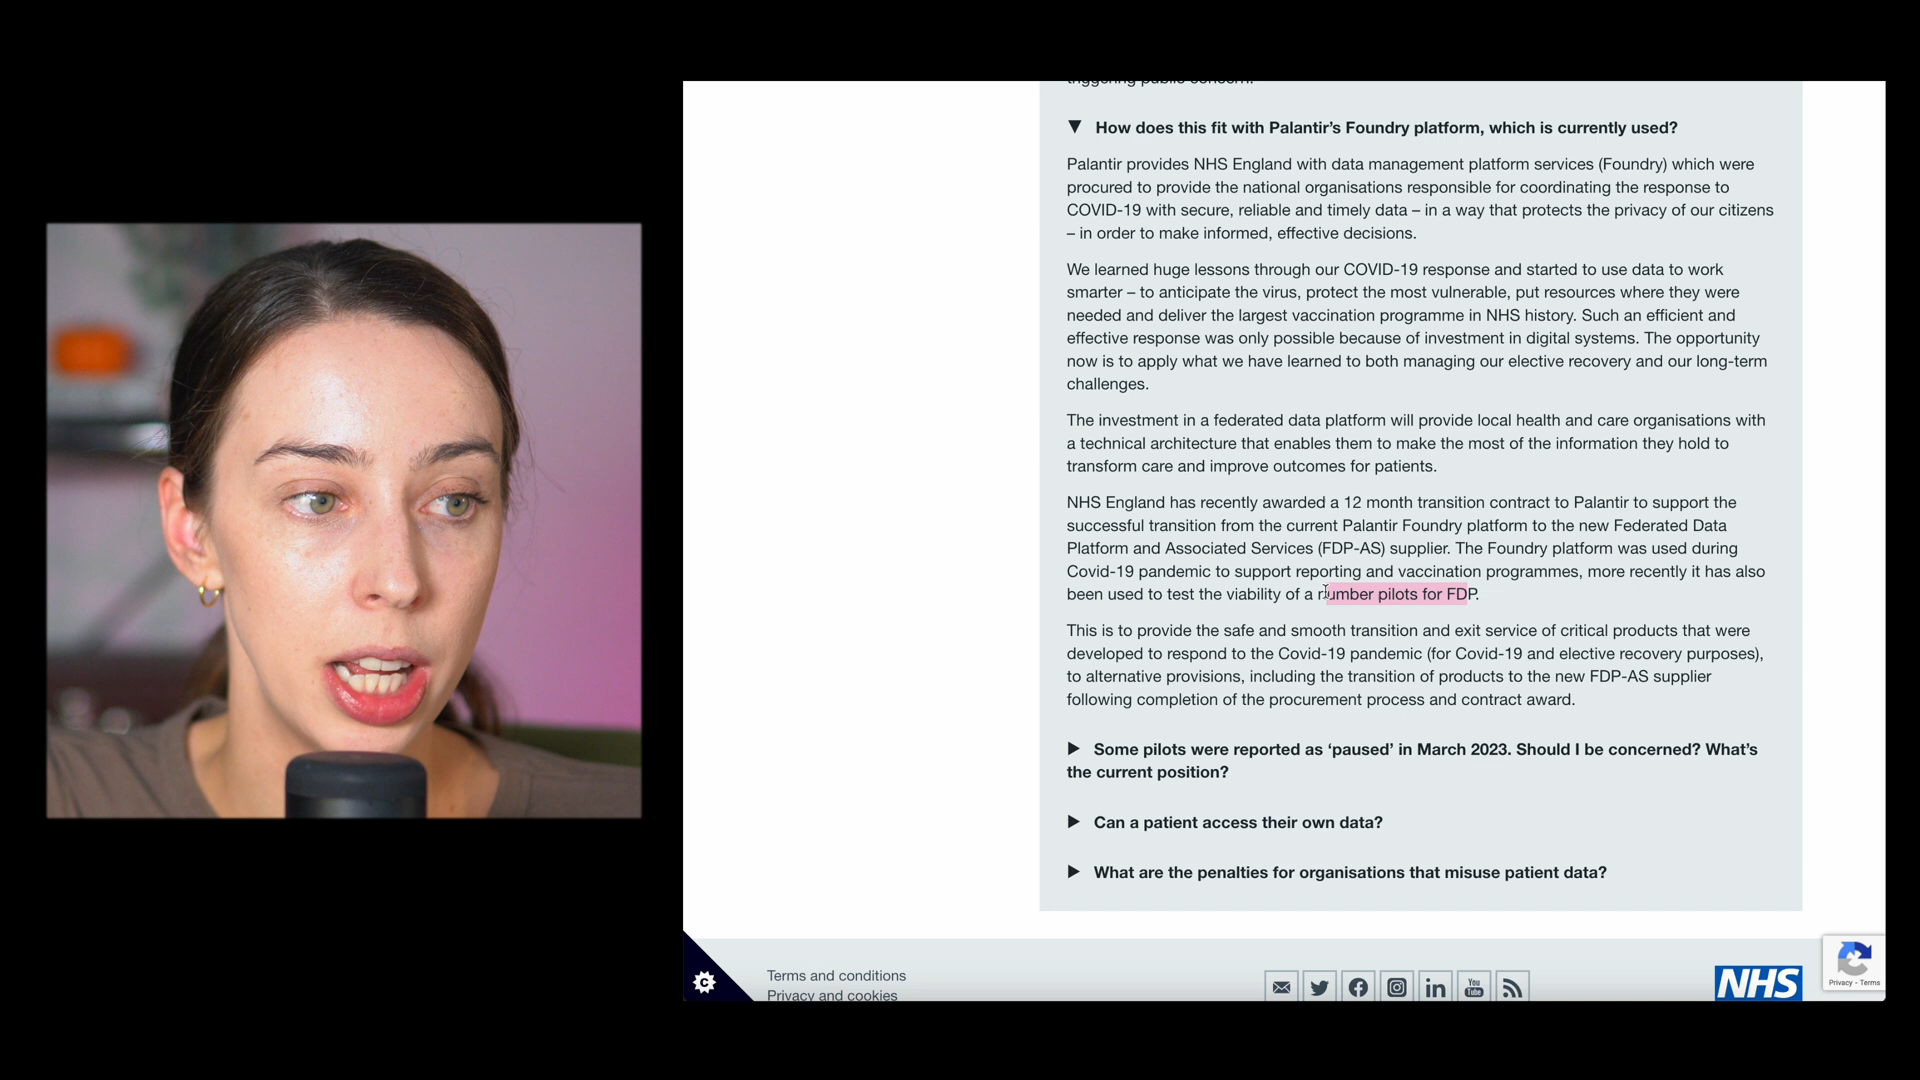 triggering public concern.
▼ How does this fit with Palantir’s Foundry platform, which is currently used?
Palantir provides NHS England with data management platform services (Foundry) which were
procured to provide the national organisations responsible for coordinating the response to
COVID-19 with secure, reliable and timely data – in a way that protects the privacy of our citizens
– in order to make informed, effective decisions.
We learned huge lessons through our COVID-19 response and started to use data to work
smarter – to anticipate the virus, protect the most vulnerable, put resources where they were
needed and deliver the largest vaccination programme in NHS history. Such an efficient and
effective response was only possible because of investment in digital systems. The opportunity
now is to apply what we have learned to both managing our elective recovery and our long-term
challenges.
The investment in a federated data platform will provide local health and care organisations with
a technical architecture that enables them to make the most of the information they hold to
transform care and improve outcomes for patients.
NHS England has recently awarded a 12 month transition contract to Palantir to support the
successful transition from the current Palantir Foundry platform to the new Federated Data
Platform and Associated Services (FDP-AS) supplier. The Foundry platform was used during
Covid-19 pandemic to support reporting and vaccination programmes, more recently it has also
been used to test the viability of a number pilots for FDP.
This is to provide the safe and smooth transition and exit service of critical products that were
developed to respond to the Covid-19 pandemic (for Covid-19 and elective recovery purposes),
to alternative provisions, including the transition of products to the new FDP-AS supplier
following completion of the procurement process and contract award.
▶ Some pilots were reported as ‘paused’ in March 2023. Should I be concerned? What’s
the current position?
▶ Can a patient access their own data?
▶ What are the penalties for organisations that misuse patient data?
Terms and conditions
Privacy and cookies
in
You
Tube
NHS
Privacy - Terms